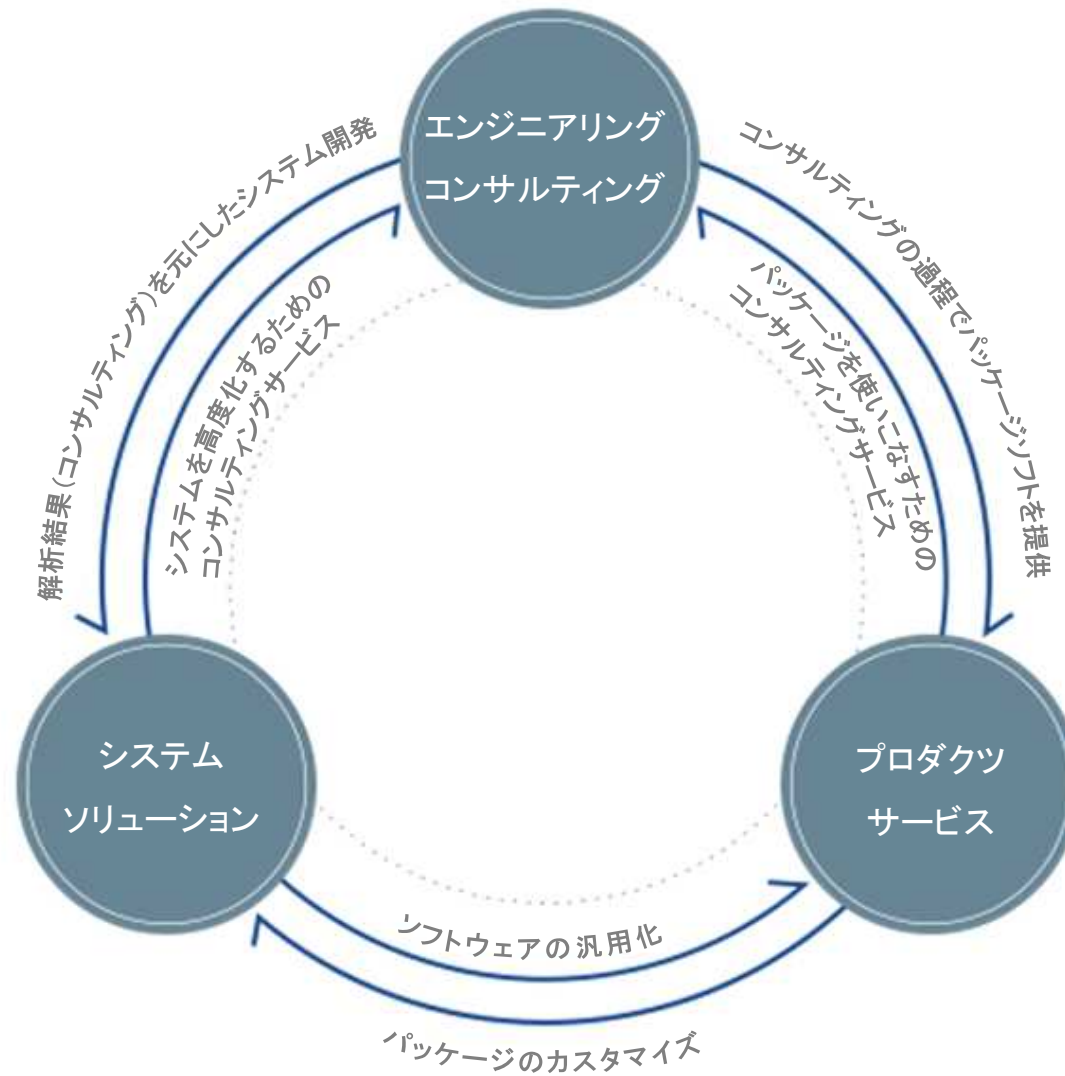 エンジニアリング
コンサルティング
解析結果(コンサルティング)を元にしたシステム開発
システムを高度化するための
コンサルティングサービス
コンサルティングの過程でパッケージソフトを提供
パッケージを使いこなすための
コンサルティングサービス
システム
ソリューション
プロダクツ
サービス
ソフトウェアの汎用化
パッケージのカスタマイズ